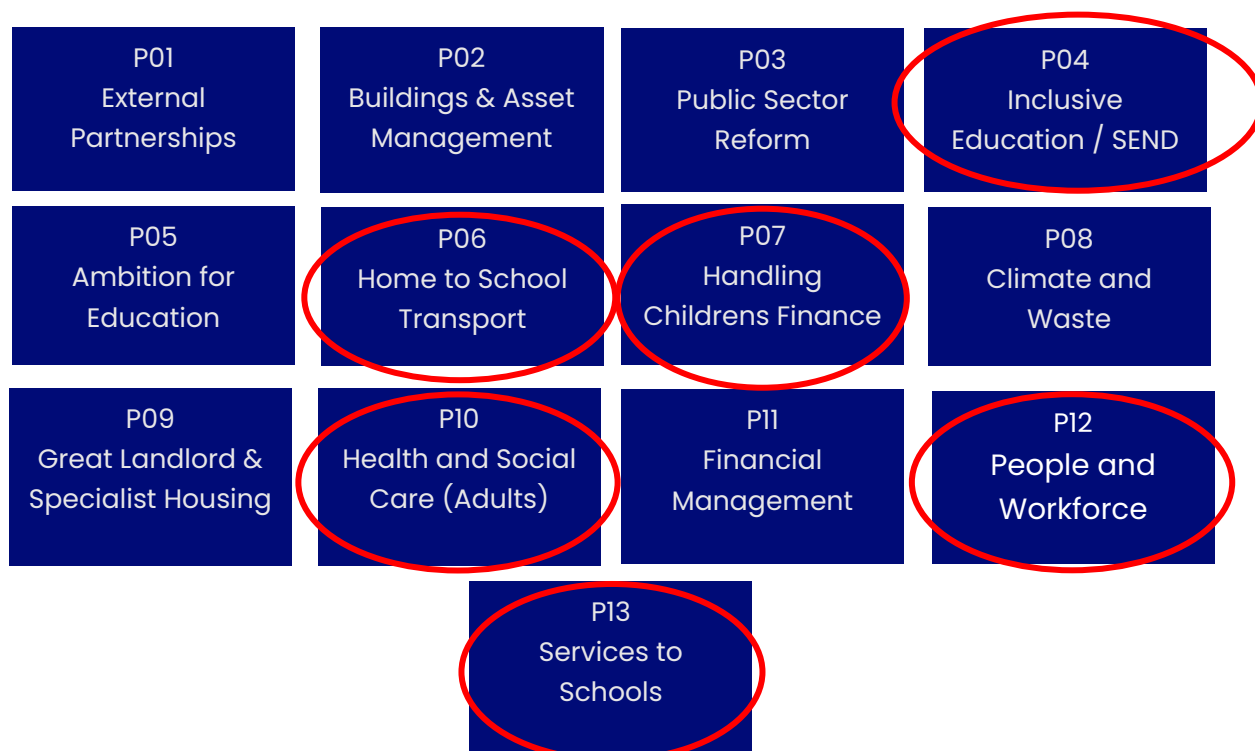 P01
External
Partnerships
P02
Buildings & Asset
Management
P03
Public Sector
Reform
P04
Inclusive
Education / SEND
P05
Ambition for
Education
P06
Home to School
Transport
P07
Handling
Childrens Finance
P08
Climate and
Waste
P09
Great Landlord &
Specialist Housing
P10
Health and Social
Care (Adults)
P11
Financial
Management
P12
People and
Workforce
P13
Services to
Schools